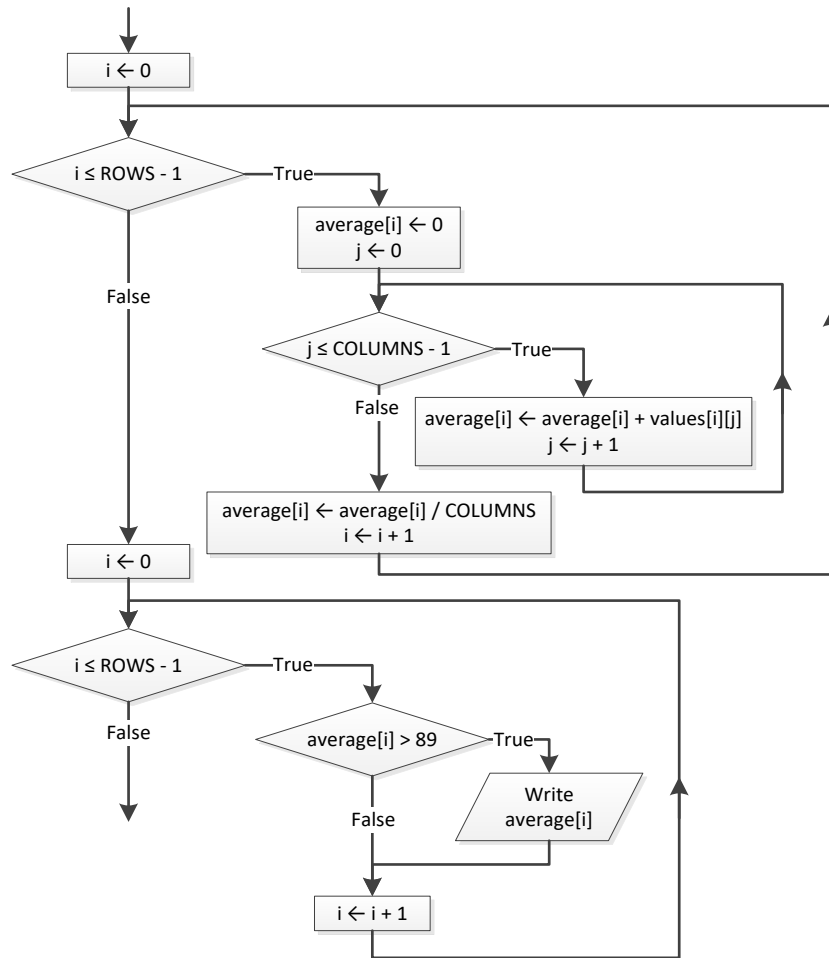 i ← 0
i ≤ ROWS - 1
True
average[i] ← 0
j ← 0
False
j ≤ COLUMNS - 1
True
False
average[i] ← average[i] + values[i][j]
j ← j + 1
average[i] ← average[i] / COLUMNS
i ← i + 1
i ← 0
i ≤ ROWS - 1
True
False
average[i] > 89
True
Write
average[i]
False
i ← i + 1